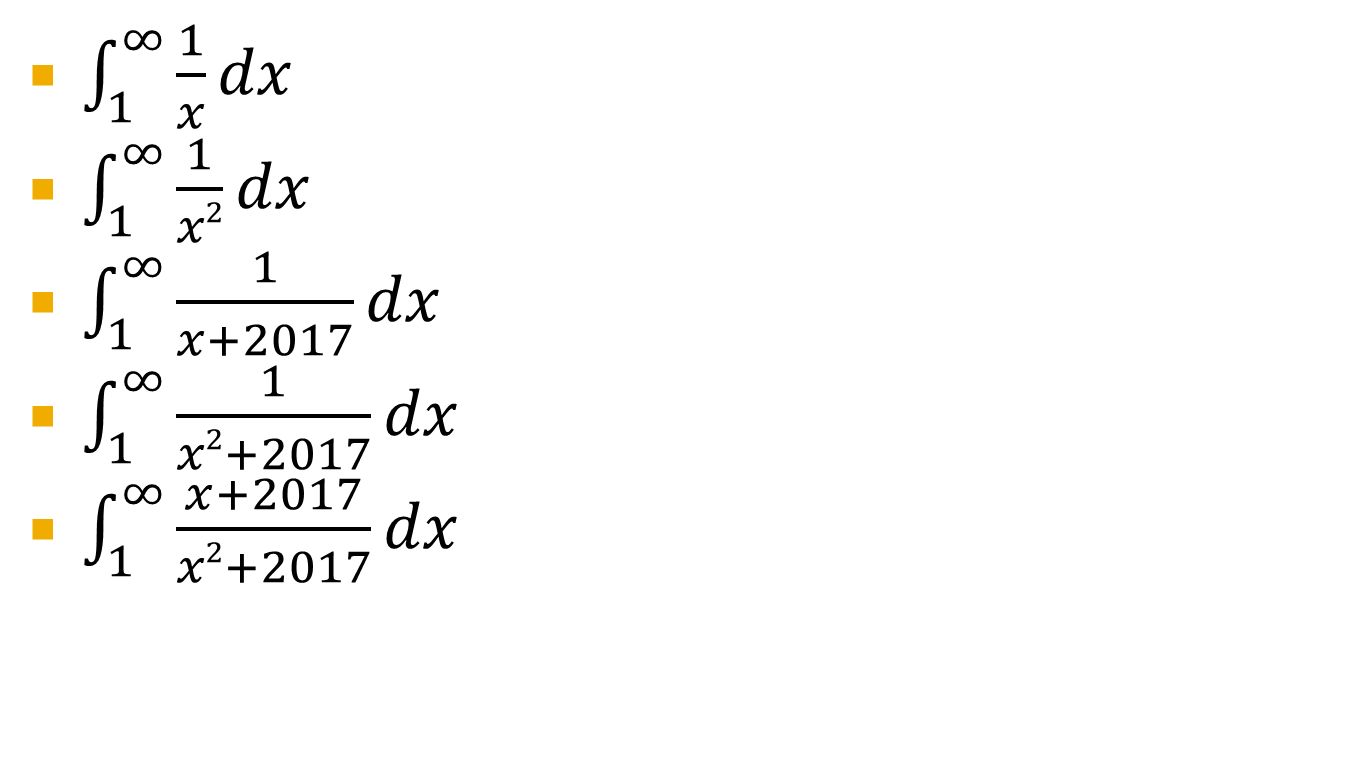 ▪ ∫₁^∞ 1/x dx
▪ ∫₁^∞ 1/x² dx
▪ ∫₁^∞ 1/(x+2017) dx
▪ ∫₁^∞ 1/(x²+2017) dx
▪ ∫₁^∞ (x+2017)/(x²+2017) dx